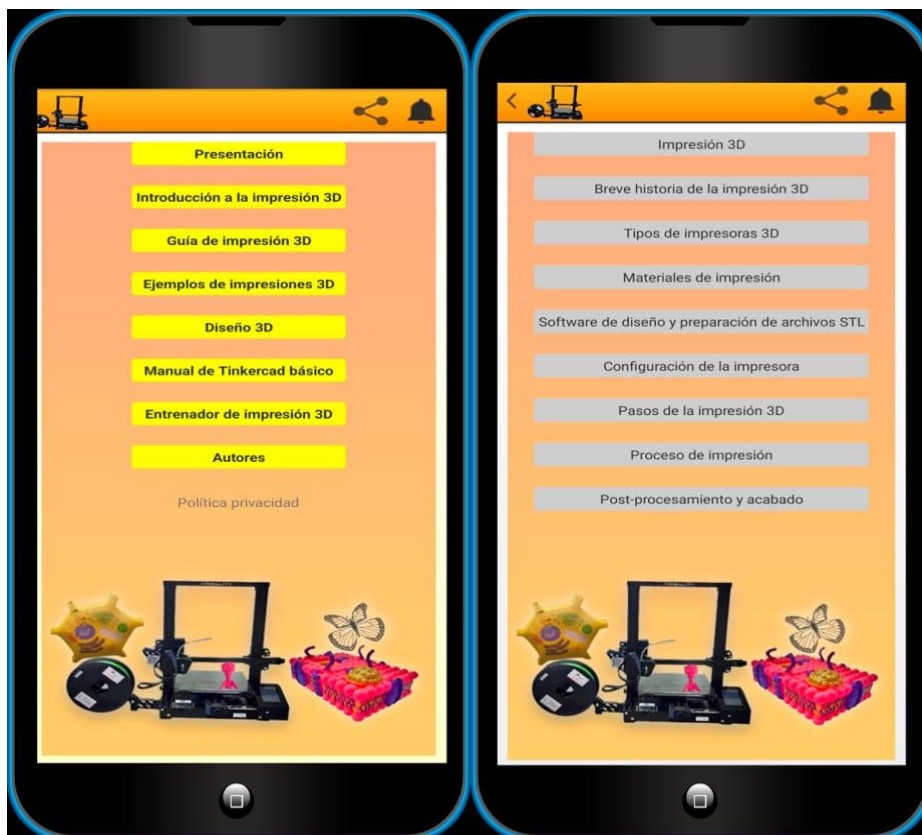 Presentación
Introducción a la impresión 3D
Guía de impresión 3D
Ejemplos de impresiones 3D
Diseño 3D
Manual de Tinkercad básico
Entrenador de impresión 3D
Autores
Política privacidad
Impresión 3D
Breve historia de la impresión 3D
Tipos de impresoras 3D
Materiales de impresión
Software de diseño y preparación de archivos STL
Configuración de la impresora
Pasos de la impresión 3D
Proceso de impresión
Post-procesamiento y acabado